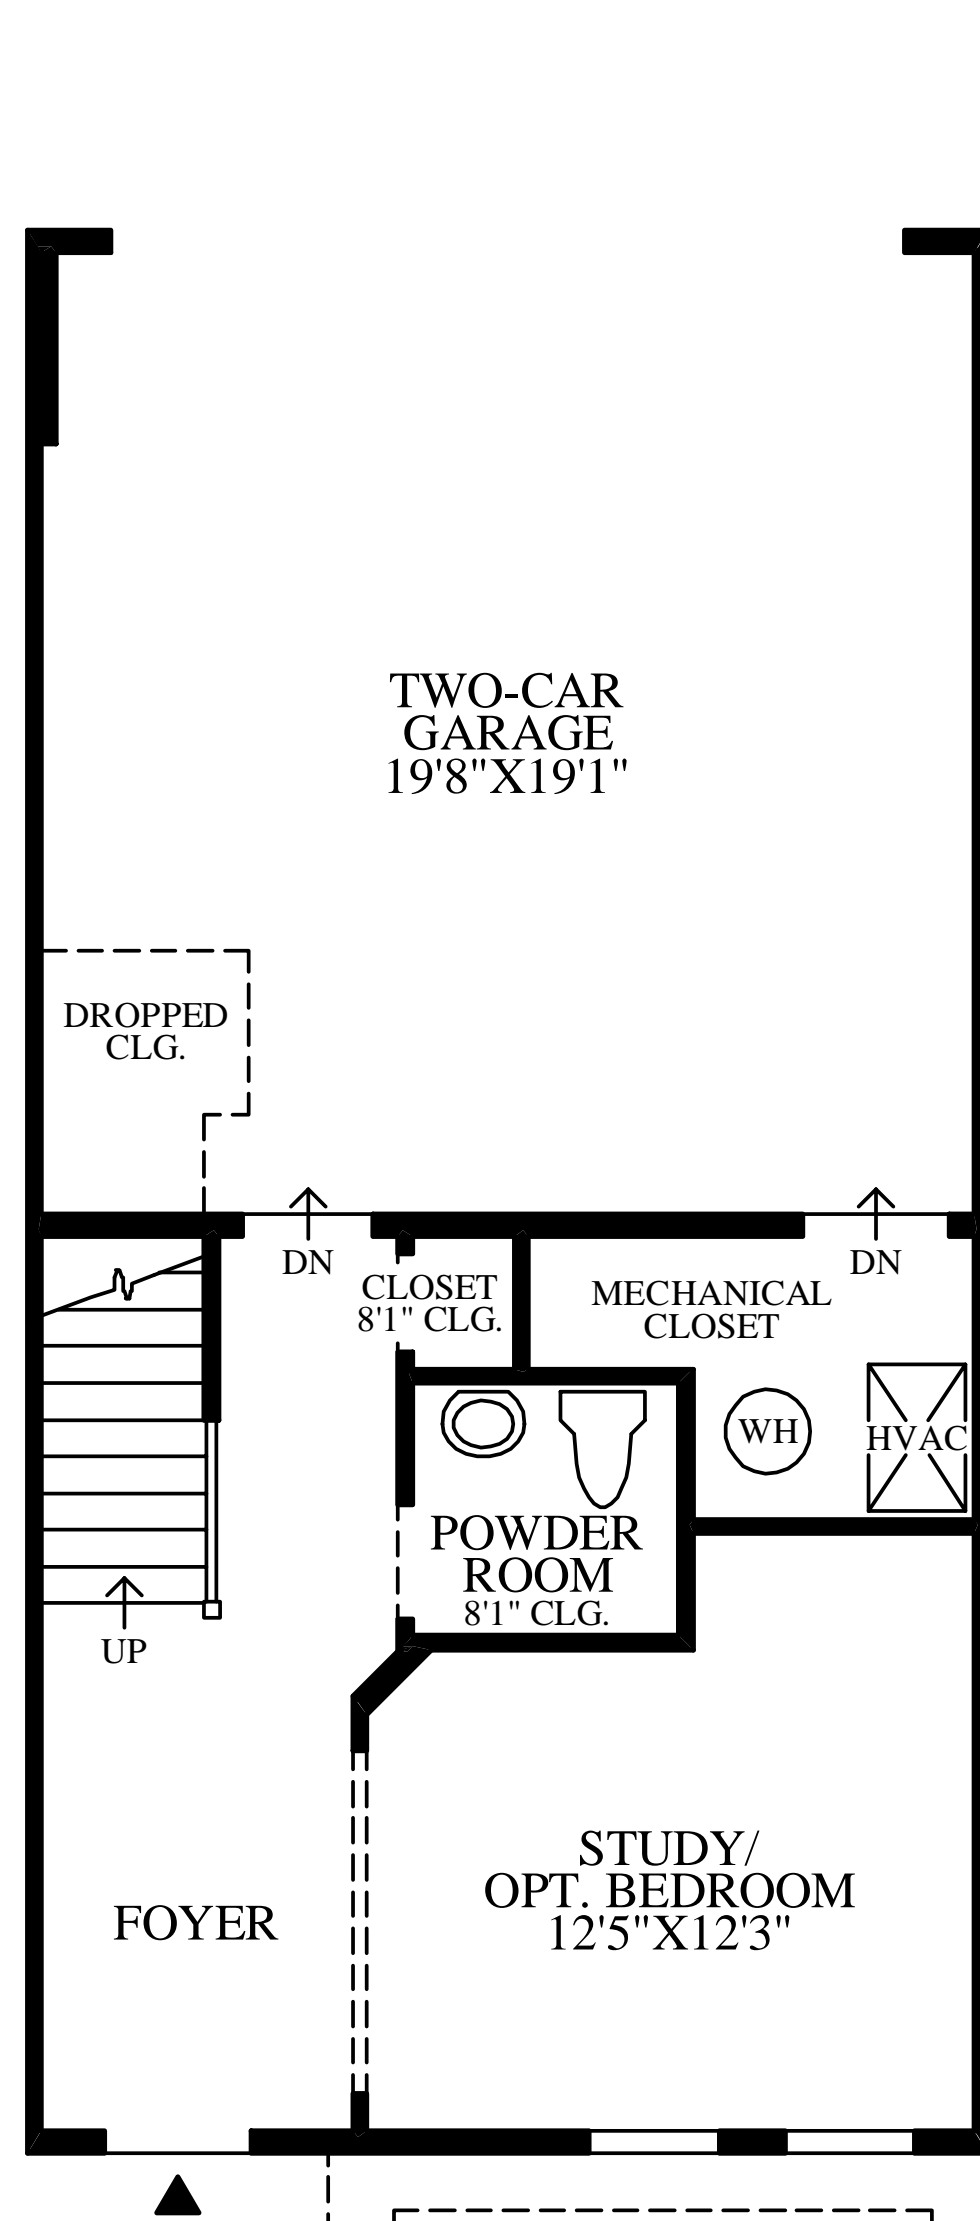 TWO-CAR
GARAGE
19'8"X19'1"
DROPPED
CLG.
DN
DN
CLOSET
8'1" CLG.
MECHANICAL
CLOSET
WH
HVAC
POWDER
ROOM
8'1" CLG.
UP
STUDY/
OPT. BEDROOM
12'5"X12'3"
FOYER